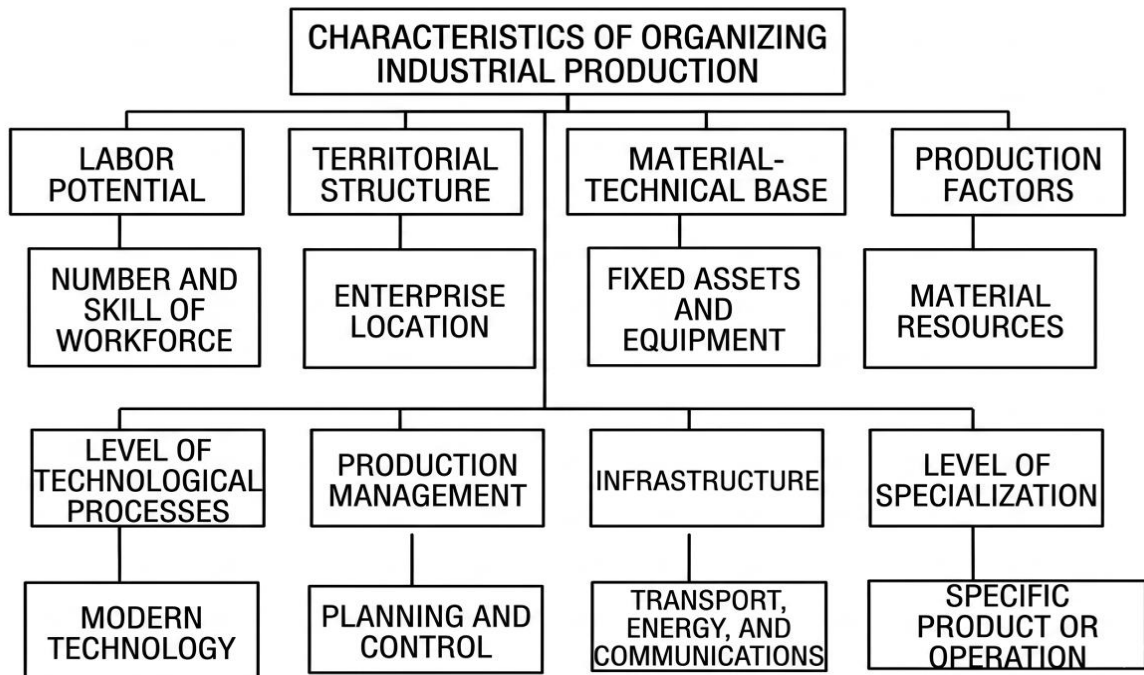 CHARACTERISTICS OF ORGANIZING
INDUSTRIAL PRODUCTION
LABOR
POTENTIAL
TERRITORIAL
STRUCTURE
MATERIAL-
TECHNICAL BASE
PRODUCTION
FACTORS
NUMBER AND
SKILL OF
WORKFORCE
ENTERPRISE
LOCATION
FIXED ASSETS
AND
EQUIPMENT
MATERIAL
RESOURCES
LEVEL OF
TECHNOLOGICAL
PROCESSES
PRODUCTION
MANAGEMENT
INFRASTRUCTURE
LEVEL OF
SPECIALIZATION
MODERN
TECHNOLOGY
PLANNING AND
CONTROL
TRANSPORT,
ENERGY, AND
COMMUNICATIONS
SPECIFIC
PRODUCT OR
OPERATION